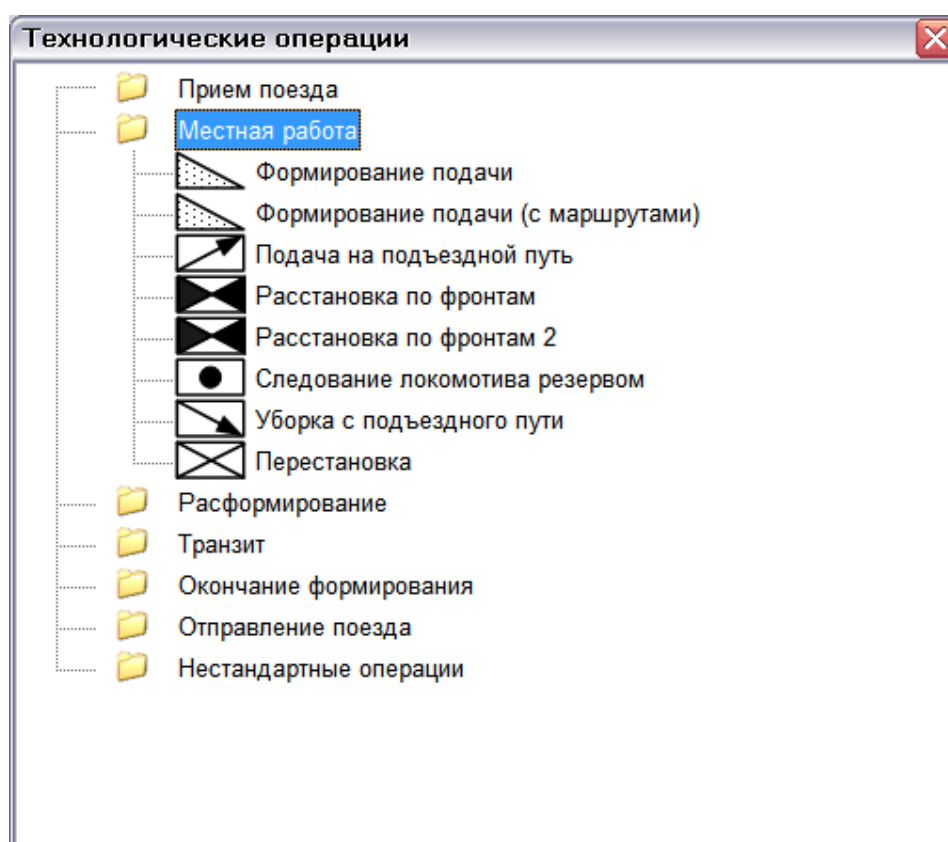 Технологические операции
Прием поезда
Местная работа
Формирование подачи
Формирование подачи (с маршрутами)
Подача на подъездной путь
Расстановка по фронтам
Расстановка по фронтам 2
Следование локомотива резервом
Уборка с подъездного пути
Перестановка
Расформирование
Транзит
Окончание формирования
Отправление поезда
Нестандартные операции